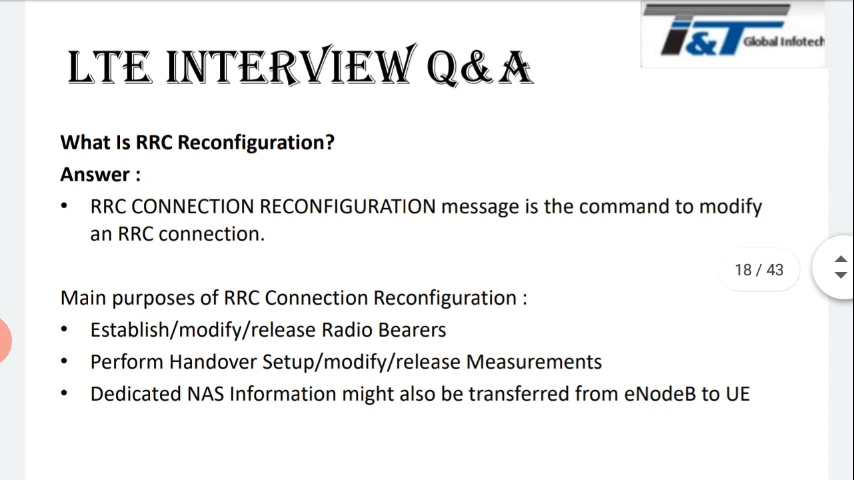 I&T Global Infotech
LTE INTERVIEW Q&A
What Is RRC Reconfiguration?
Answer :
• RRC CONNECTION RECONFIGURATION message is the command to modify
an RRC connection.
18 / 43
Main purposes of RRC Connection Reconfiguration :
• Establish/modify/release Radio Bearers
• Perform Handover Setup/modify/release Measurements
• Dedicated NAS Information might also be transferred from eNodeB to UE